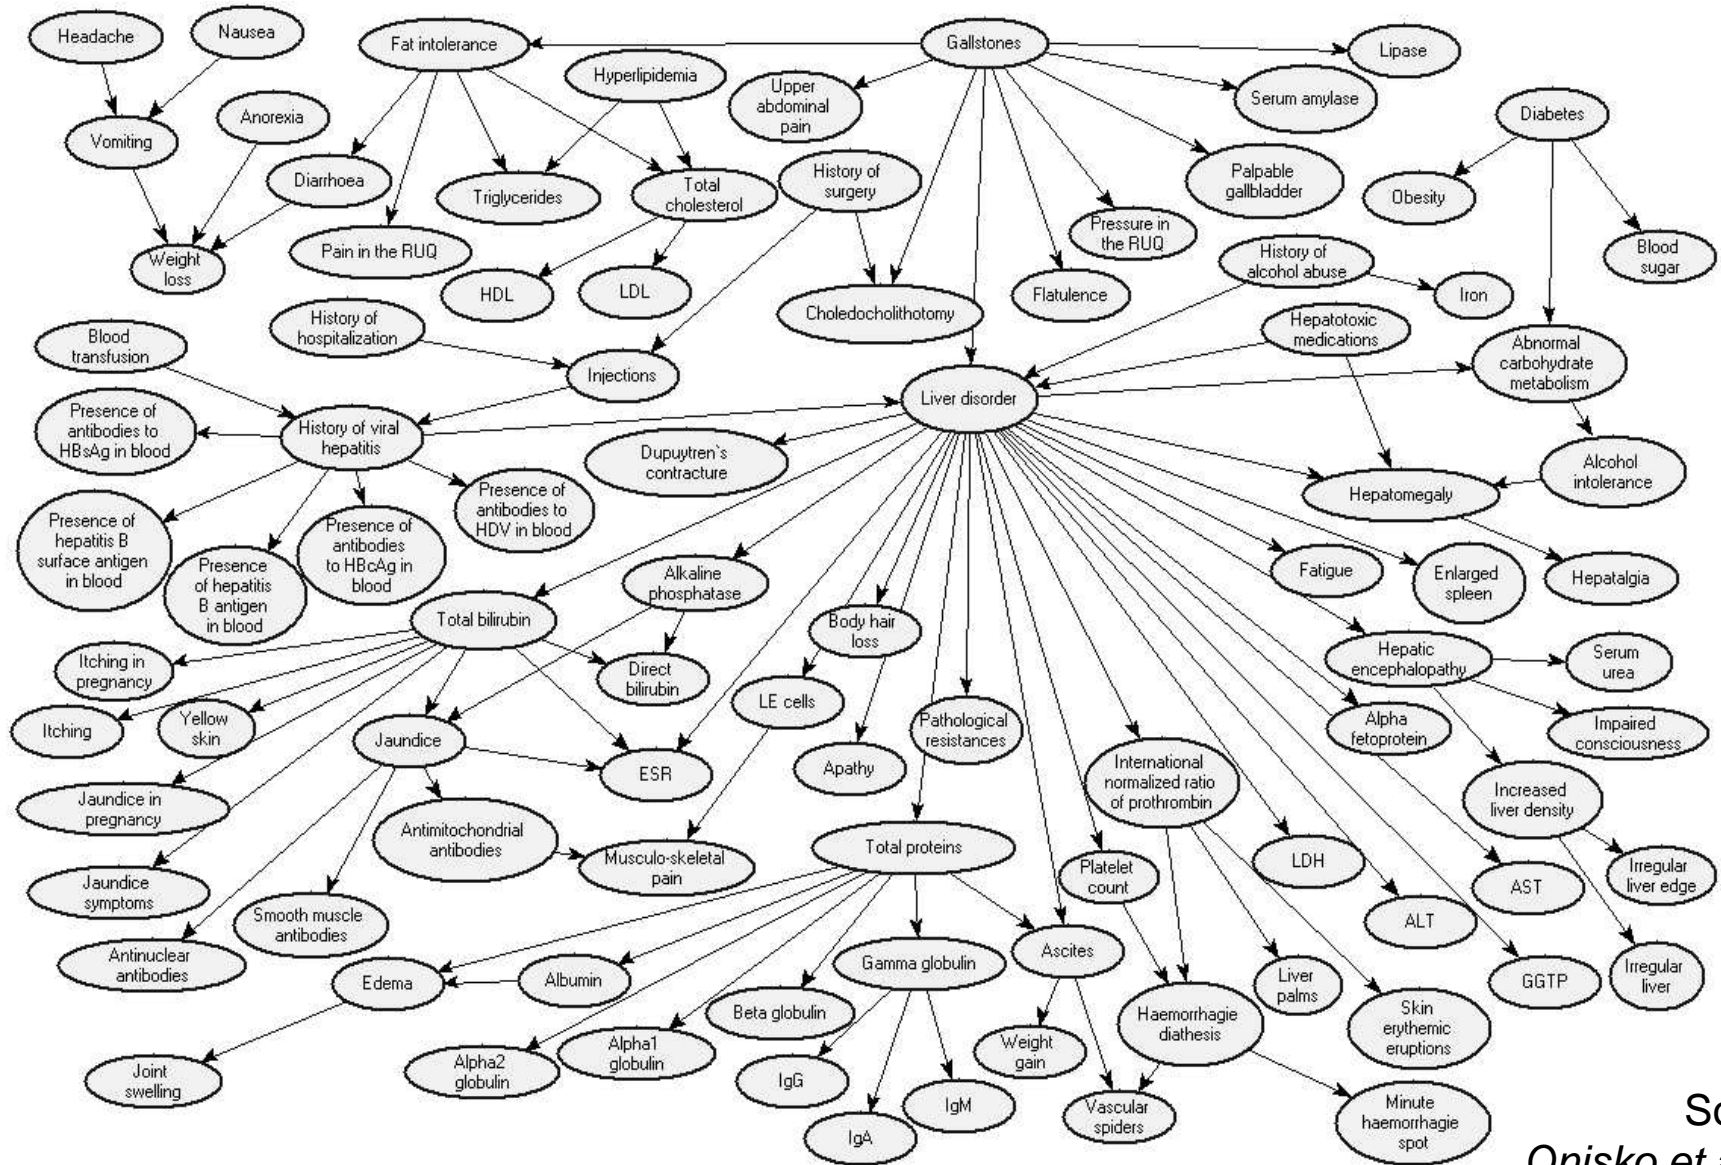 Headache
Nausea
Fat intolerance
Gallstones
Lipase
Hyperlipidemia
Upper
abdominal
pain
Serum amylase
Diabetes
Anorexia
Vomiting
Diarrhoea
Triglycerides
Total
cholesterol
History of
surgery
Palpable
gallbladder
Obesity
Pressure in
the RUQ
Blood
sugar
Weight
loss
Pain in the RUQ
HDL
LDL
Choledocholithotomy
Flatulence
History of
alcohol abuse
Iron
History of
hospitalization
Hepatotoxic
medications
Blood
transfusion
Injections
Abnormal
carbohydrate
metabolism
Liver disorder
Presence of
antibodies to
HBsAg in blood
History of viral
hepatitis
Dupuytren`s
contracture
Alcohol
intolerance
Hepatomegaly
Presence of
antibodies to
HDV in blood
Presence of
hepatitis B
surface antigen
in blood
Presence
of hepatitis
B antigen
in blood
Presence of
antibodies
to HBcAg in
blood
Alkaline
phosphatase
Fatigue
Enlarged
spleen
Hepatalgia
Total bilirubin
Body hair
loss
Hepatic
encephalopathy
Serum
urea
Itching in
pregnancy
Direct
bilirubin
LE cells
Itching
Yellow
skin
Jaundice
Pathological
resistances
Alpha
fetoprotein
Impaired
consciousness
ESR
Apathy
International
normalized ratio
of prothrombin
Increased
liver density
Jaundice in
pregnancy
Antimitochondrial
antibodies
Musculo-skeletal
pain
Total proteins
Platelet
count
LDH
AST
Irregular
liver edge
Jaundice
symptoms
Smooth muscle
antibodies
ALT
Antinuclear
antibodies
Edema
Albumin
Gamma globulin
Ascites
Liver
palms
GGTP
Irregular
liver
Beta globulin
Haemorrhagie
diathesis
Skin
erythemic
eruptions
Joint
swelling
Alpha2
globulin
Alpha1
globulin
IgG
Weight
gain
IgM
IgA
Vascular
spiders
Minute
haemorrhagie
spot
So
Onisko et